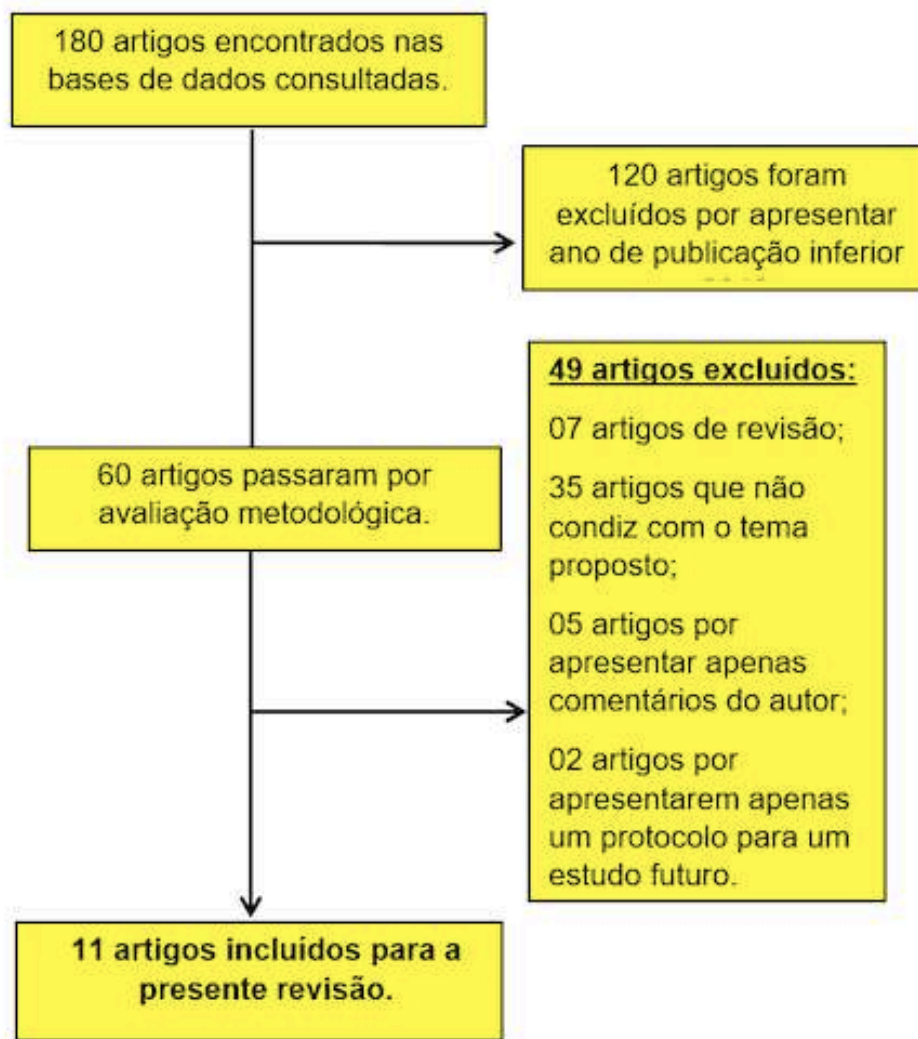 180 artigos encontrados nas
bases de dados consultadas.
120 artigos foram
excluídos por apresentar
ano de publicação inferior
49 artigos excluídos:
07 artigos de revisão;
35 artigos que não
condiz com o tema
proposto;
05 artigos por
apresentar apenas
comentários do autor;
02 artigos por
apresentarem apenas
um protocolo para um
estudo futuro.
60 artigos passaram por
avaliação metodológica.
11 artigos incluídos para a
presente revisão.